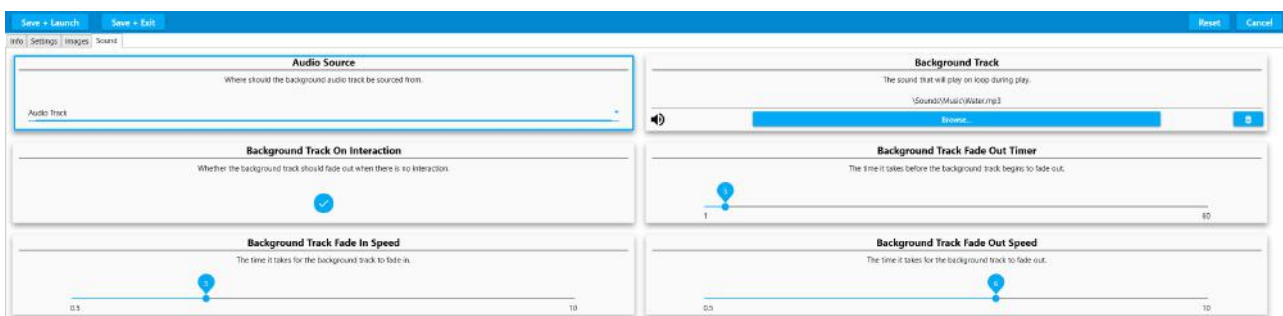 Save + Launch Save + Exit Reset Cancel
Info Settings Images Sound
Audio Source
Where should the background audio track be sourced from.
Audio Track
Background Track
The sound that will play on loop during play.
\Sounds\Music\Water.mp3
Browse...
Background Track On Interaction
Whether the background track should fade out when there is no interaction.
Background Track Fade Out Timer
The time it takes before the background track begins to fade out.
1 60
Background Track Fade In Speed
The time it takes for the background track to fade in.
3
0.5 10
Background Track Fade Out Speed
The time it takes for the background track to fade out.
6
0.5 10